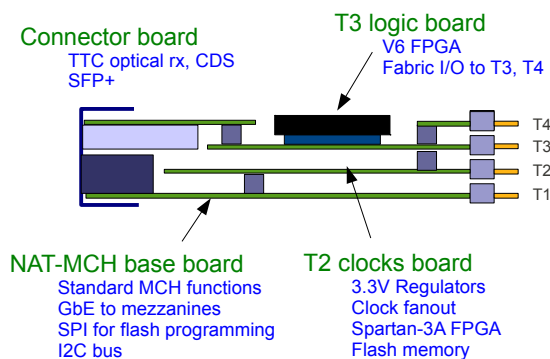 Connector board
TTC optical rx, CDS
SFP+
T3 logic board
V6 FPGA
Fabric I/O to T3, T4
T4
T3
T2
T1
NAT-MCH base board
Standard MCH functions
GbE to mezzanines
SPI for flash programming
I2C bus
T2 clocks board
3.3V Regulators
Clock fanout
Spartan-3A FPGA
Flash memory